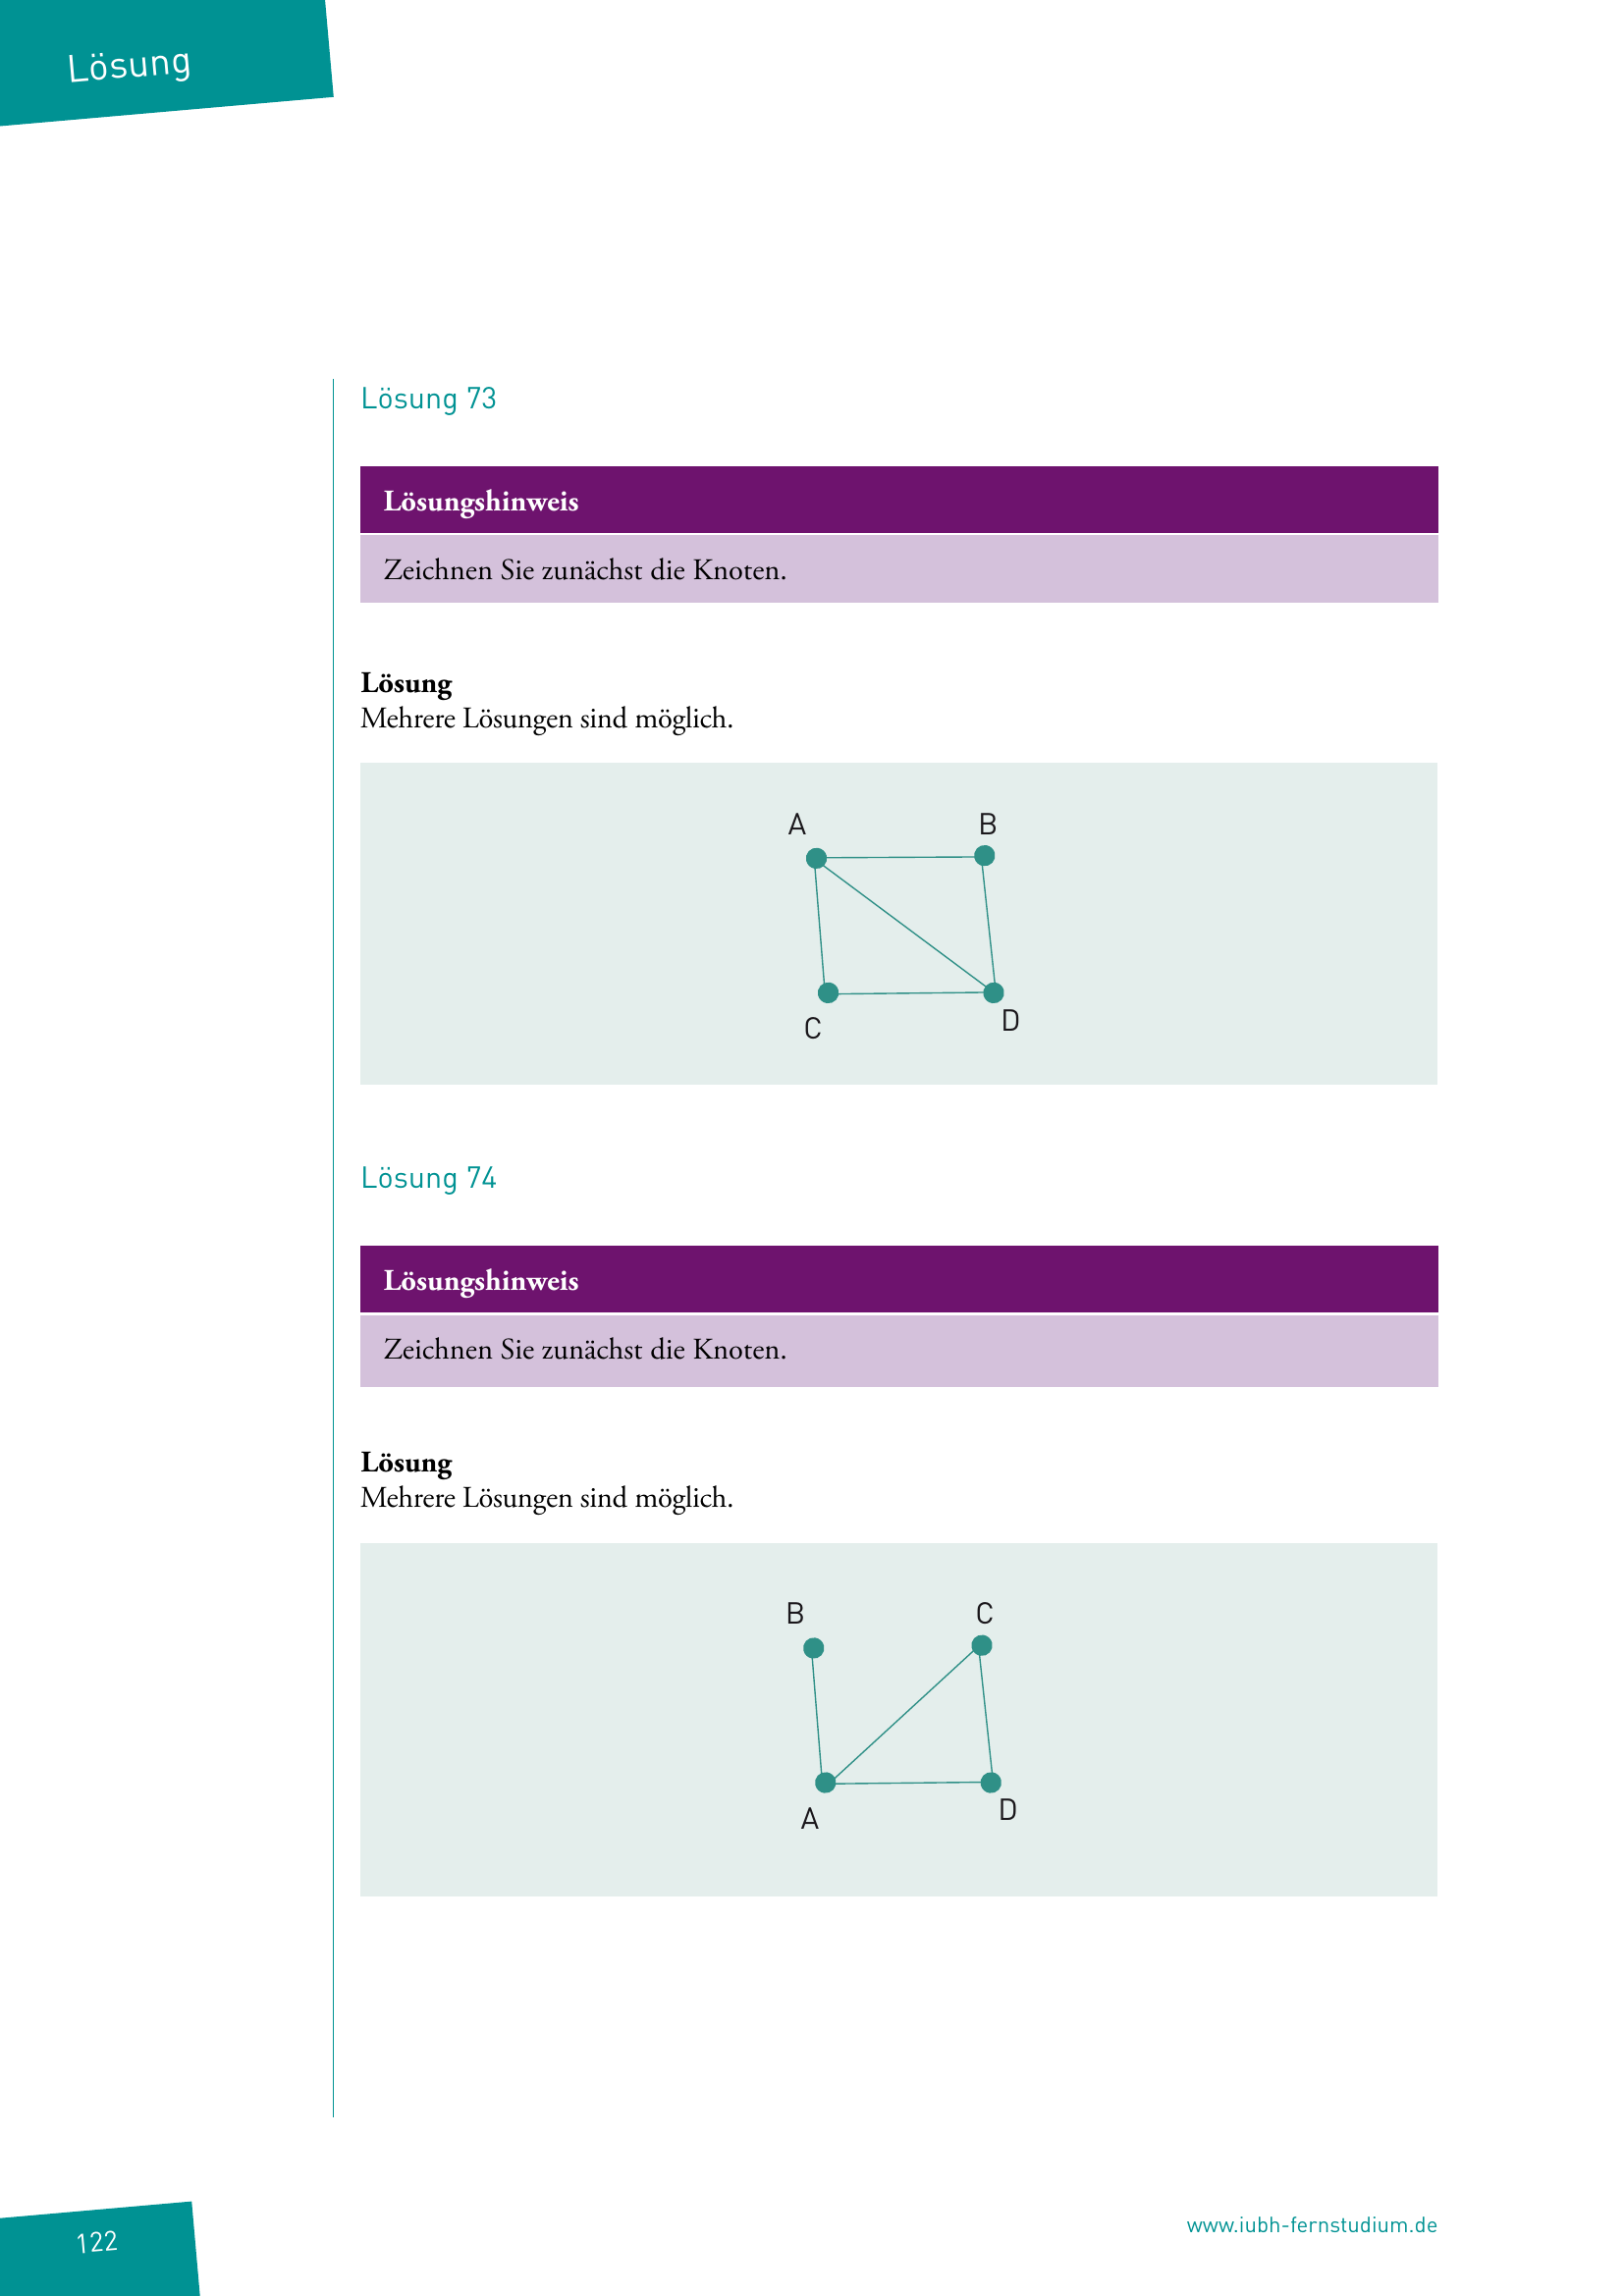 Lösung
Lösung 73
Lösungshinweis
Zeichnen Sie zunächst die Knoten.
Lösung
Mehrere Lösungen sind möglich.
A B
C D
Lösung 74
Lösungshinweis
Zeichnen Sie zunächst die Knoten.
Lösung
Mehrere Lösungen sind möglich.
B C
A D
122
www.iubh-fernstudium.de